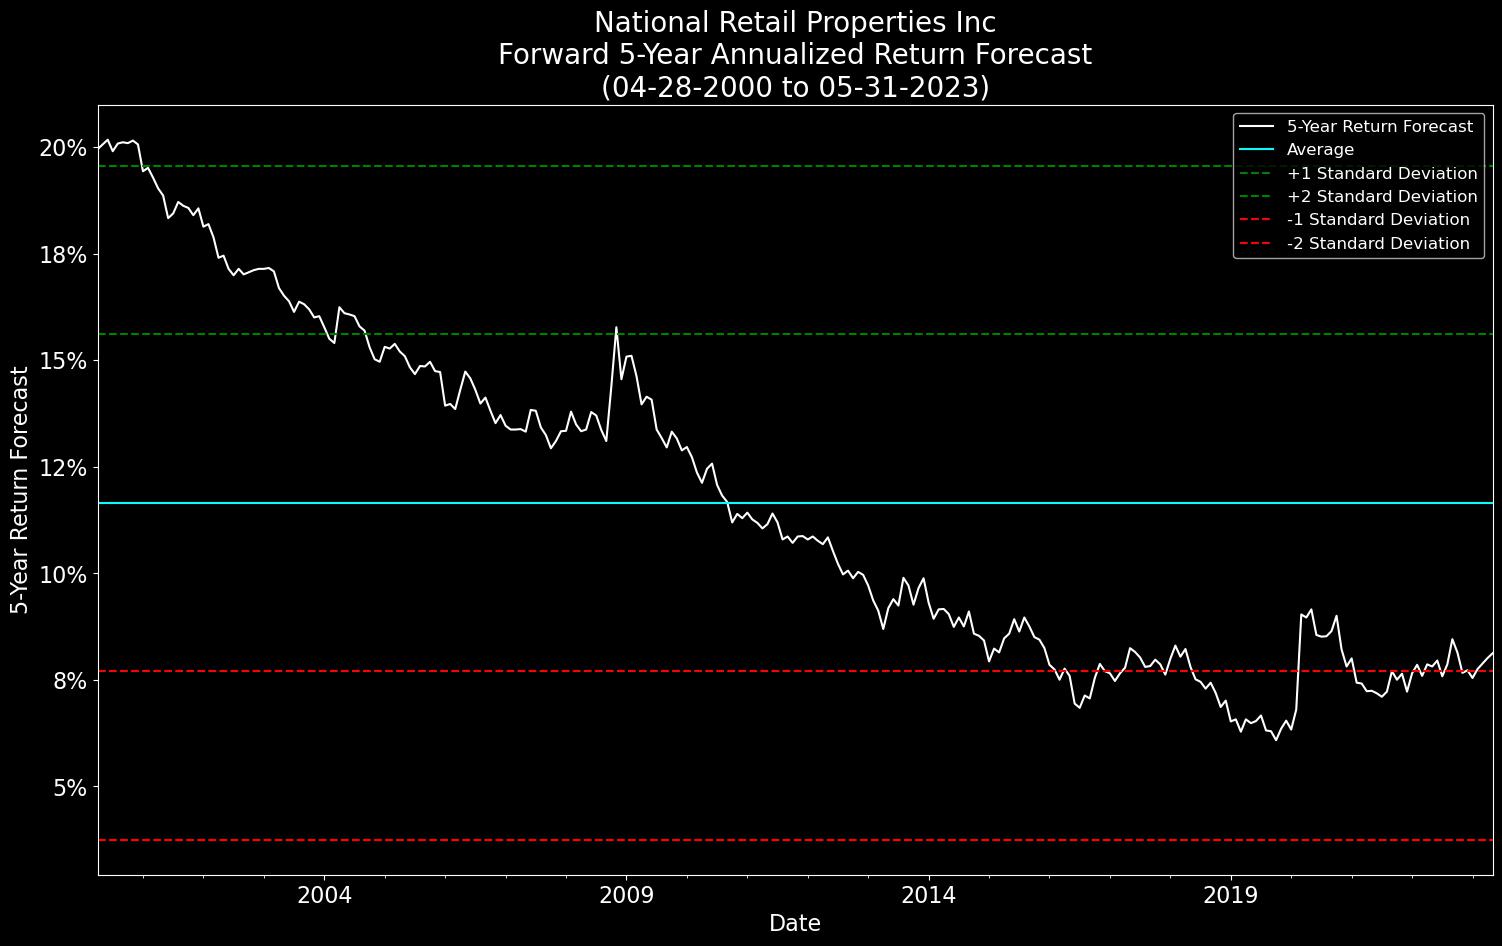 National Retail Properties Inc
Forward 5-Year Annualized Return Forecast
(04-28-2000 to 05-31-2023)
5-Year Return Forecast
Average
+1 Standard Deviation
+2 Standard Deviation
-1 Standard Deviation
-2 Standard Deviation
20%
18%
15%
12%
10%
8%
5%
5-Year Return Forecast
2004
2009
2014
2019
Date